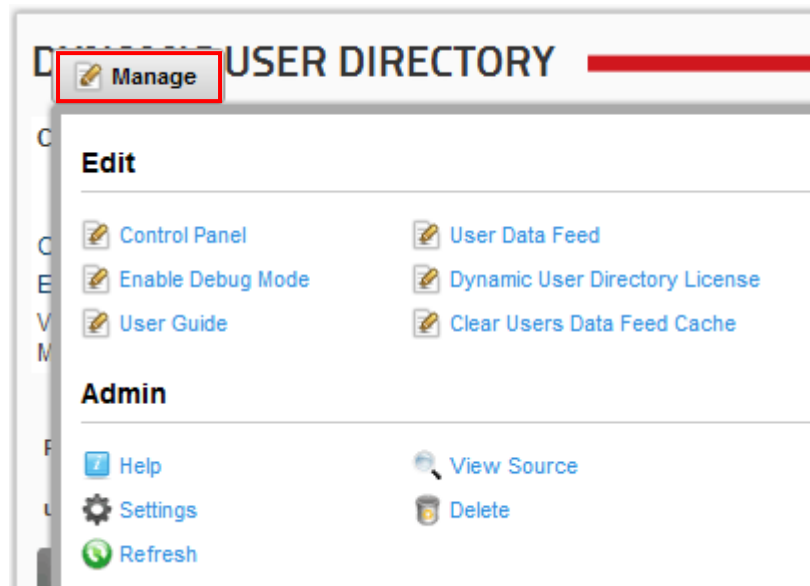 USER DIRECTORY
Manage
Edit
Control Panel
User Data Feed
Enable Debug Mode
Dynamic User Directory License
User Guide
Clear Users Data Feed Cache
Admin
Help
View Source
Settings
Delete
Refresh